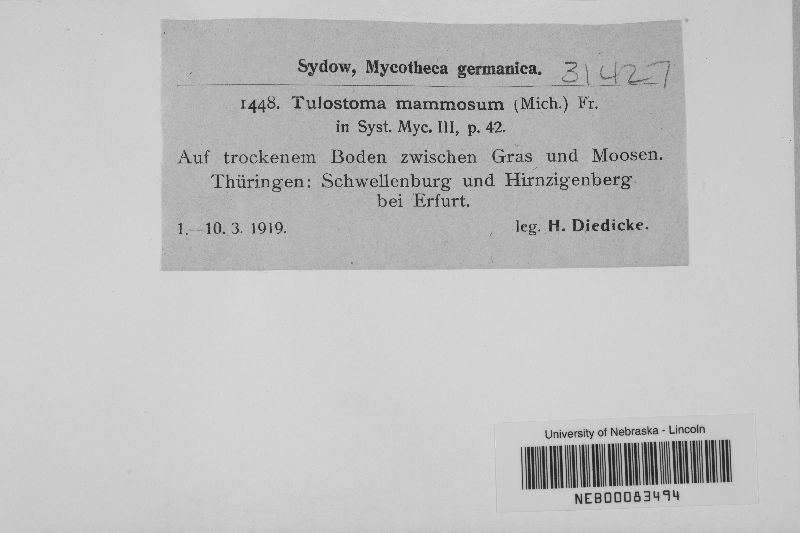 Sydow, Mycotheca germanica. 31427
1448. Tulostoma mammosum (Mich.) Fr.
in Syst. Myc. III, p. 42.
Auf trockenem Boden zwischen Gras und Moosen.
Thüringen: Schwellenburg und Hirnzigenberg
bei Erfurt.
1.—10. 3. 1919. leg. H. Diedicke.
University of Nebraska - Lincoln
NEB00083494